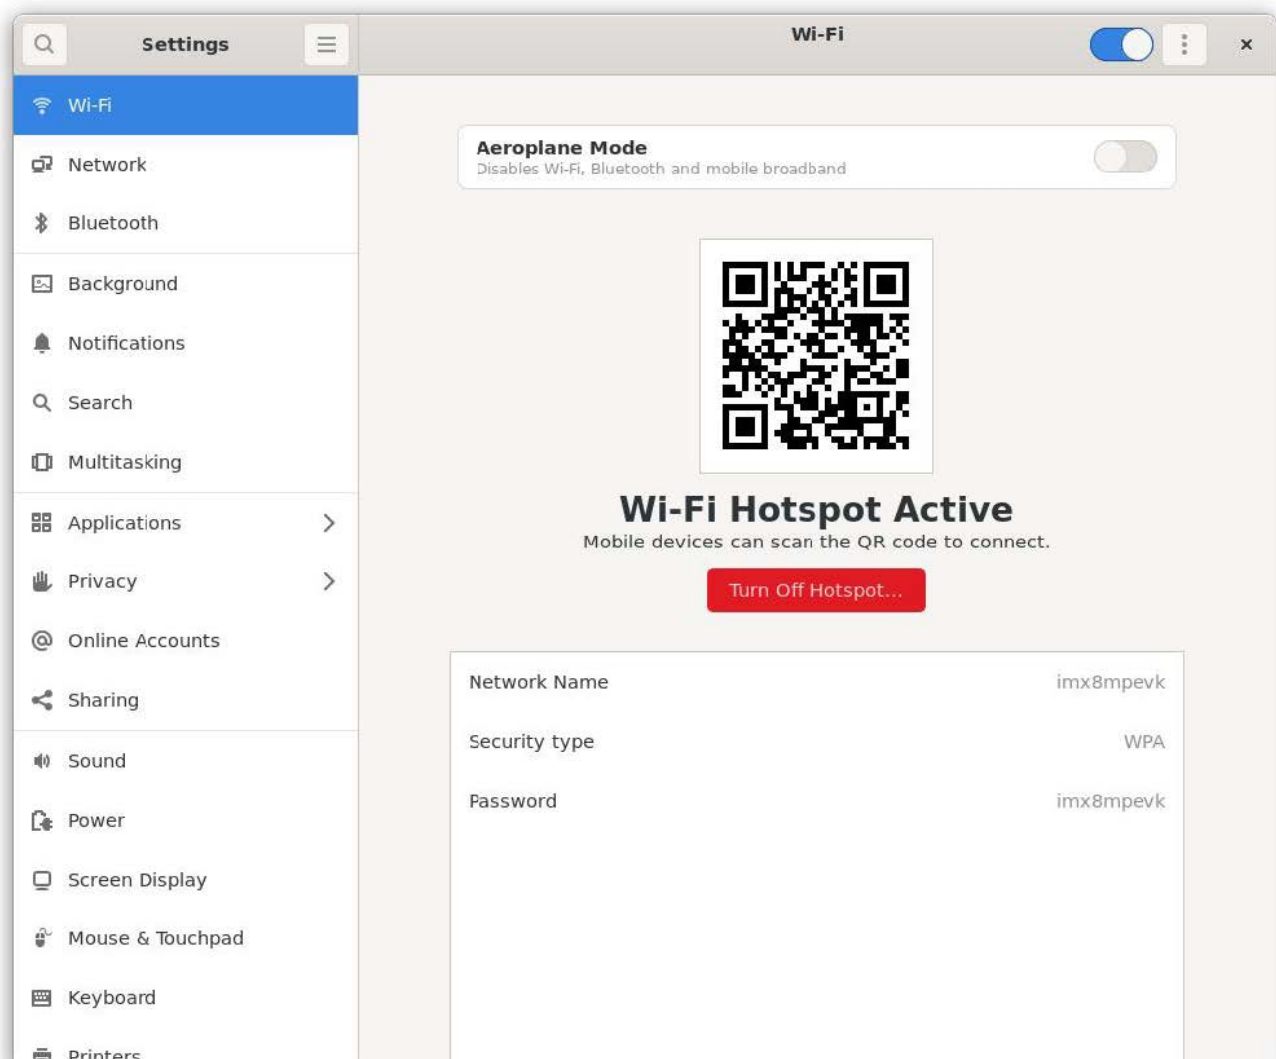 Settings
Wi-Fi
Wi-Fi
Network
Bluetooth
Background
Notifications
Search
Multitasking
Applications
Privacy
Online Accounts
Sharing
Sound
Power
Screen Display
Mouse & Touchpad
Keyboard
Printers
Aeroplane Mode
Disables Wi-Fi, Bluetooth and mobile broadband
Wi-Fi Hotspot Active
Mobile devices can scan the QR code to connect.
Turn Off Hotspot...
Network Name imx8mpevk
Security type WPA
Password imx8mpevk